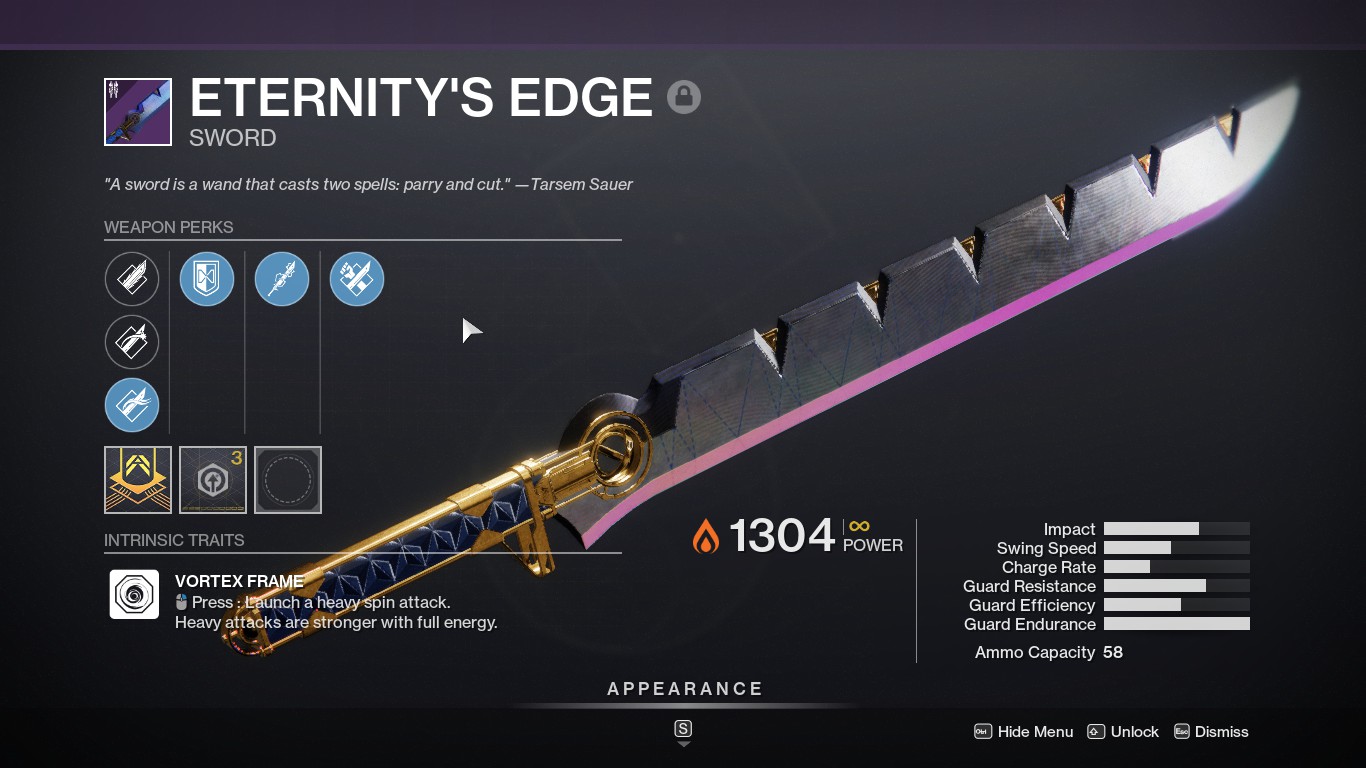 ETERNITY'S EDGE
SWORD
"A sword is a wand that casts two spells: parry and cut." —Tarsem Sauer
WEAPON PERKS
3
INTRINSIC TRAITS
VORTEX FRAME
Press : Launch a heavy spin attack.
Heavy attacks are stronger with full energy.
1304 ∞ POWER
Impact
Swing Speed
Charge Rate
Guard Resistance
Guard Efficiency
Guard Endurance
Ammo Capacity 58
APPEARANCE
S
Ctrl Hide Menu Unlock Esc Dismiss